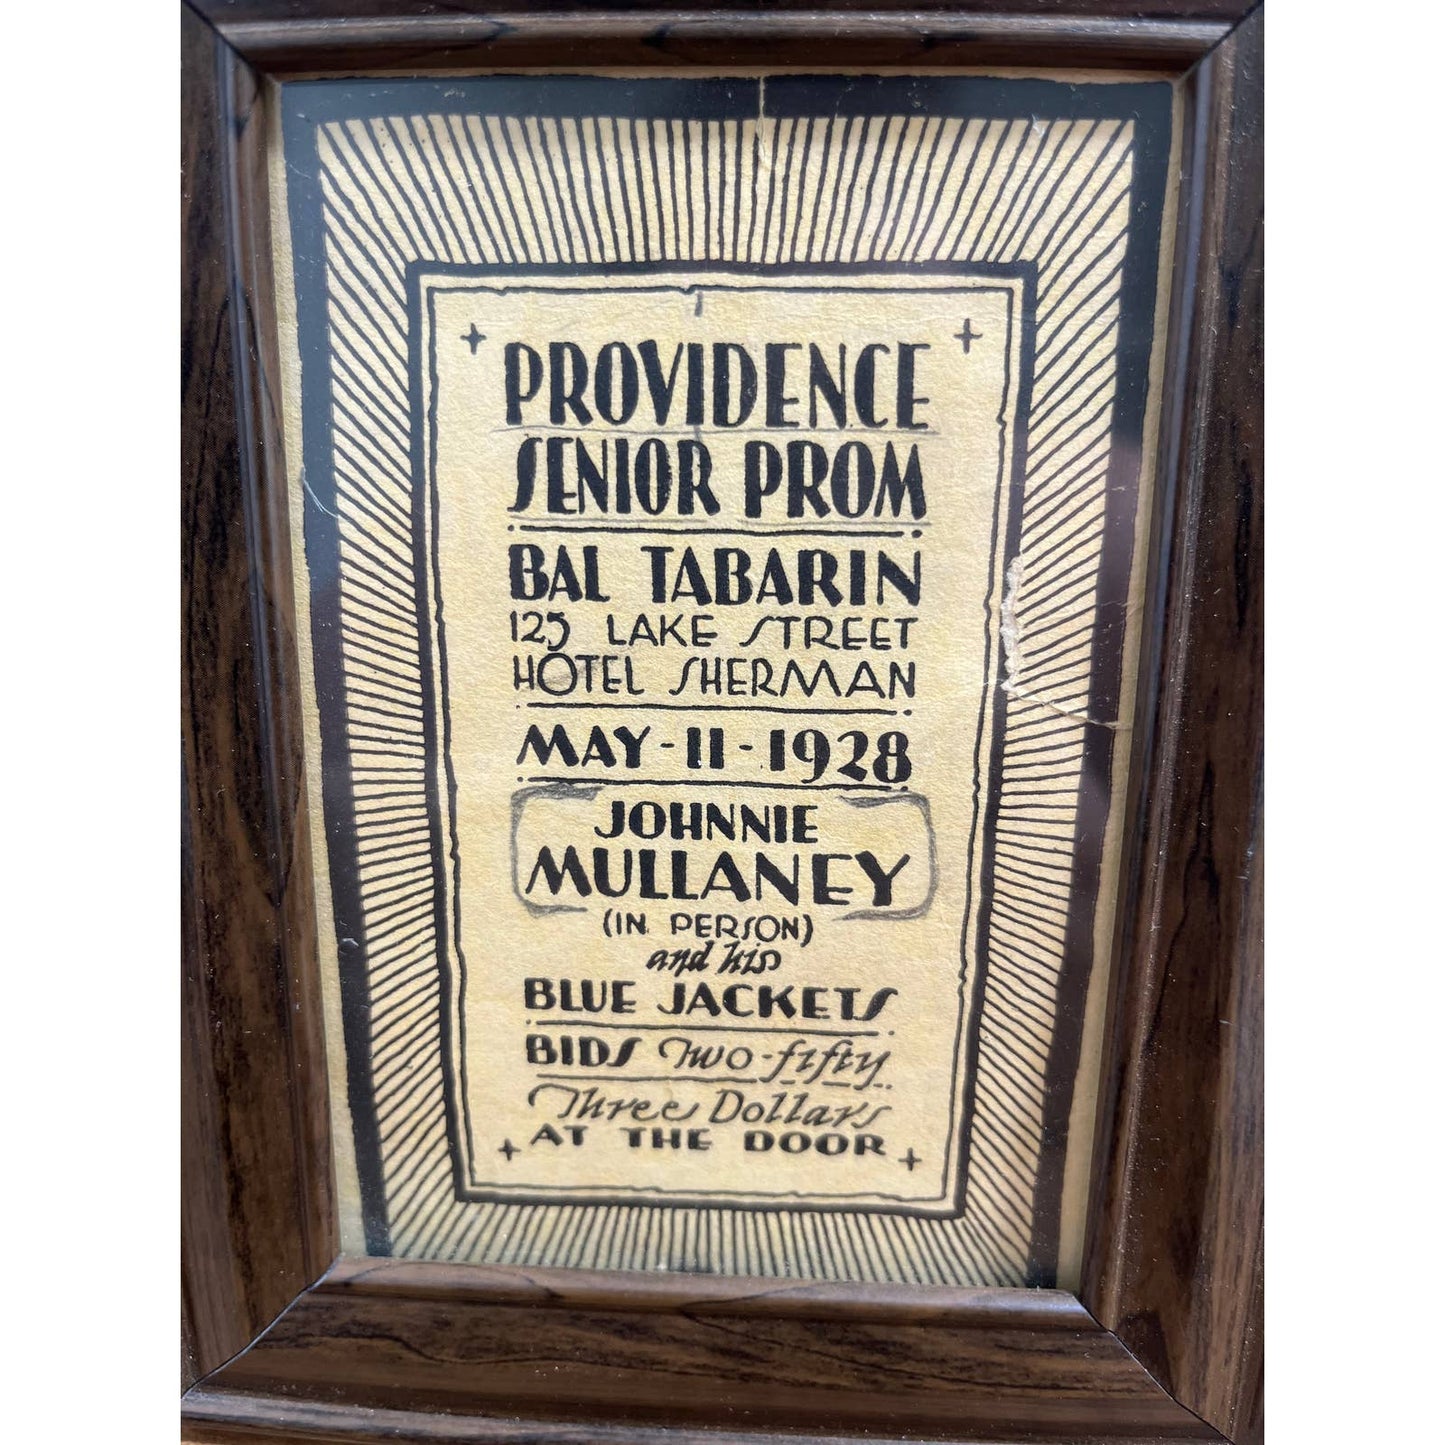 PROVIDENCE
SENIOR PROM
BAL TABARIN
125 LAKE STREET
HOTEL SHERMAN
MAY-11-1928
JOHNNIE
MULLANEY
(IN PERSON)
and his
BLUE JACKETS
BIDS Two-fifty
Three Dollars
AT THE DOOR